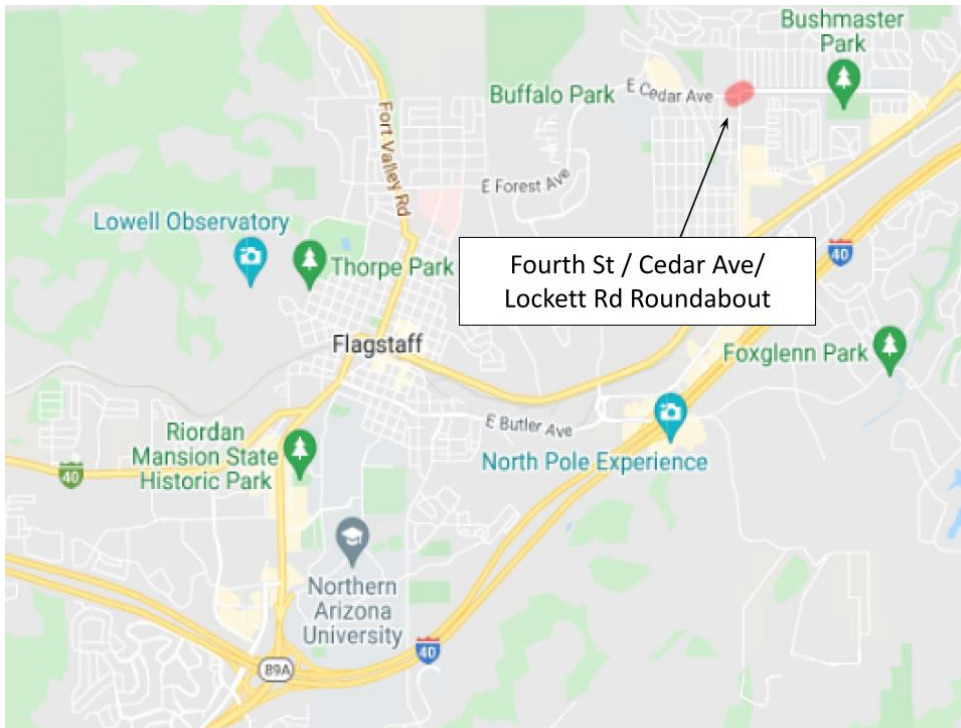 Bushmaster
Park
Buffalo Park
E Cedar Ave
Fort Valley Rd
E Forest Ave
Lowell Observatory
Thorpe Park
Fourth St / Cedar Ave/
Lockett Rd Roundabout
40
Flagstaff
Foxglenn Park
E Butler Ave
Riordan
Mansion State
Historic Park
40
North Pole Experience
Northern
Arizona
University
40
89A